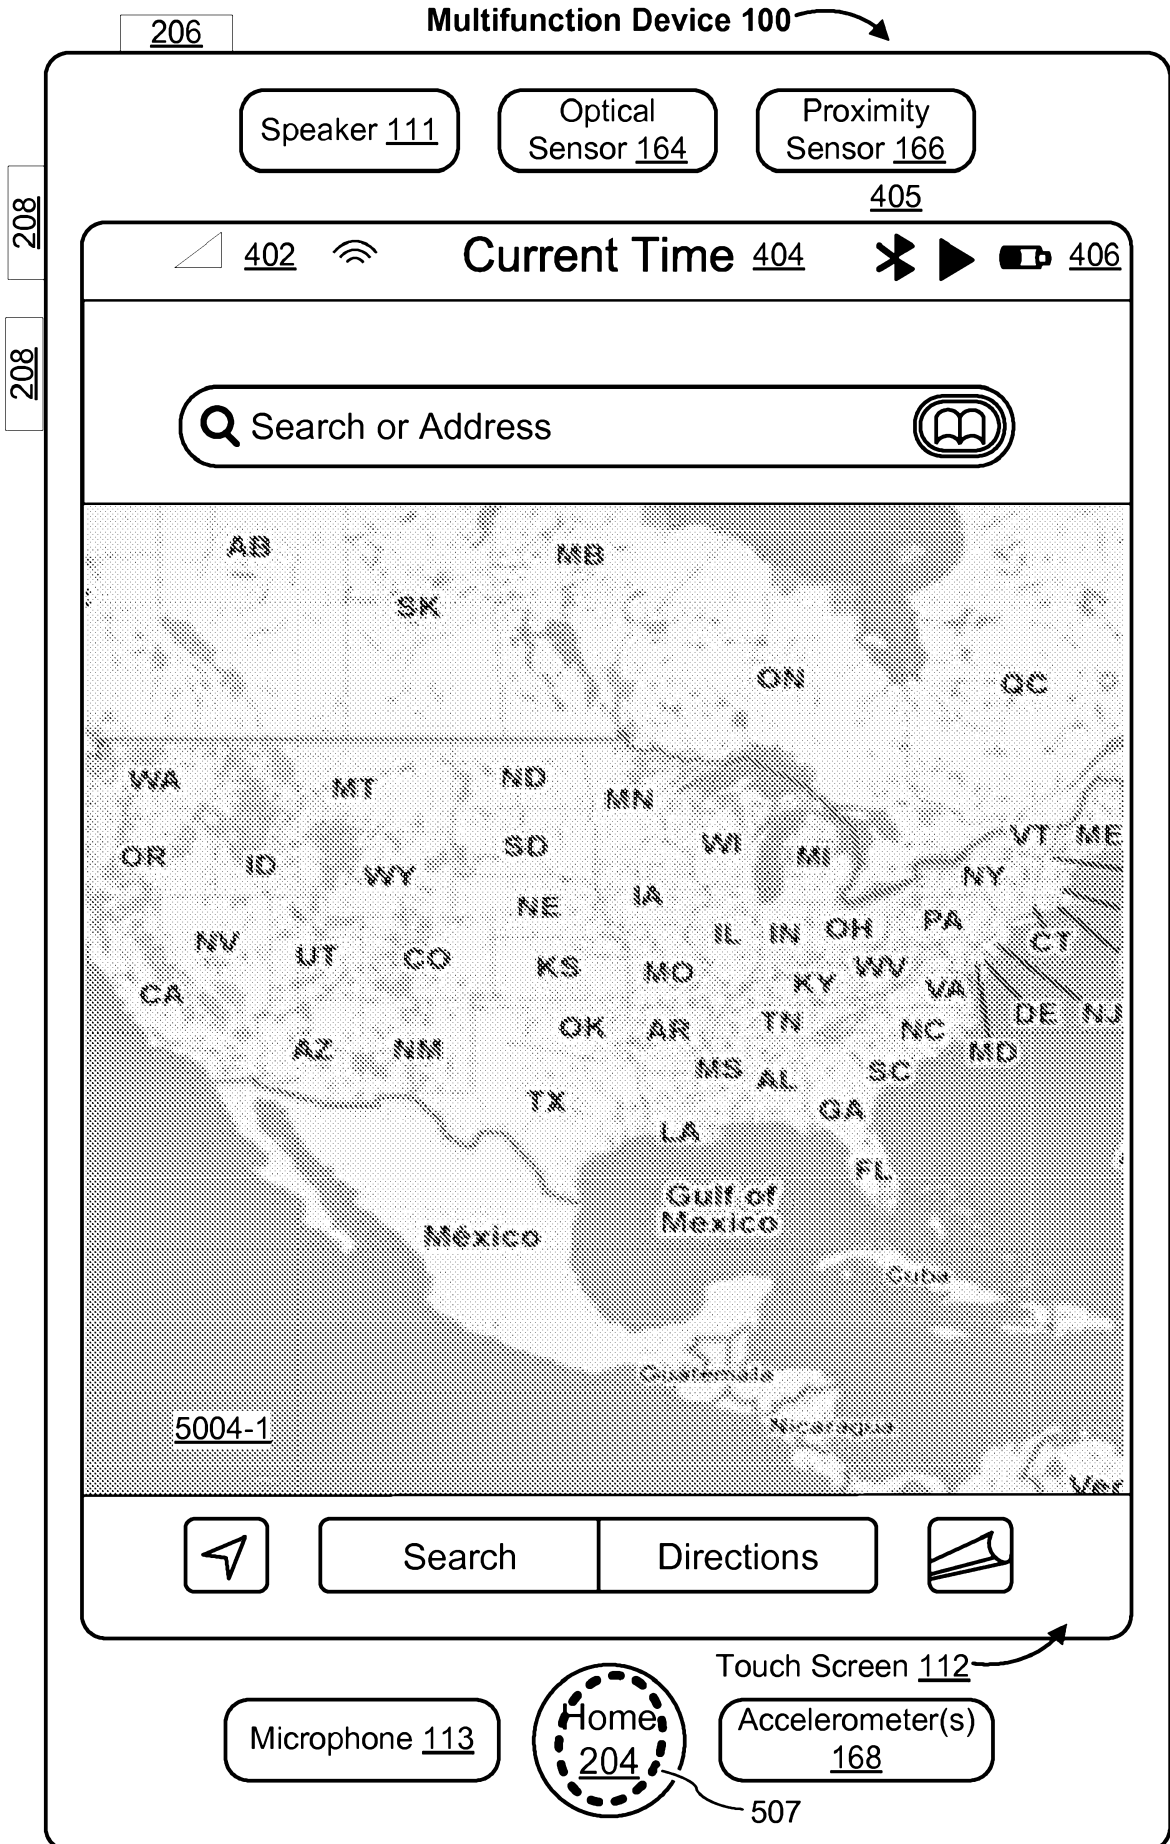 Multifunction Device 100
206
Speaker 111
Optical
Sensor 164
Proximity
Sensor 166
405
208
208
402
Current Time 404
406
Search or Address
AB
MB
SK
ON
QC
WA
MT
ND
MN
OR
ID
WY
SD
WI
MI
VT
ME
NY
NE
IA
NV
UT
CO
KS
MO
IL
IN
OH
PA
CT
CA
KY
WV
VA
DE
NJ
AZ
NM
OK
AR
TN
NC
MD
TX
MS
AL
SC
GA
LA
FL
Gulf of
Mexico
México
Cuba
Guatemala
Nicaragua
Ver
5004-1
Search
Directions
Touch Screen 112
Microphone 113
Home
204
Accelerometer(s)
168
507